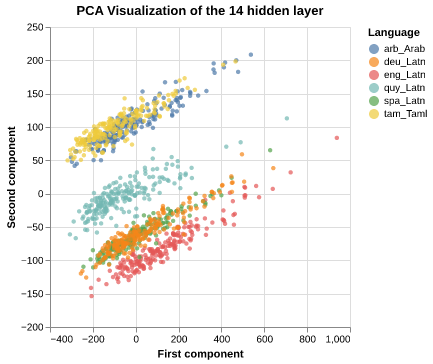 PCA Visualization of the 14 hidden layer
Language
arb_Arab
deu_Latn
eng_Latn
quy_Latn
spa_Latn
tam_Taml
250
200
150
100
50
0
−50
−100
−150
−200
Second component
−400 −200 0 200 400 600 800 1,000
First component